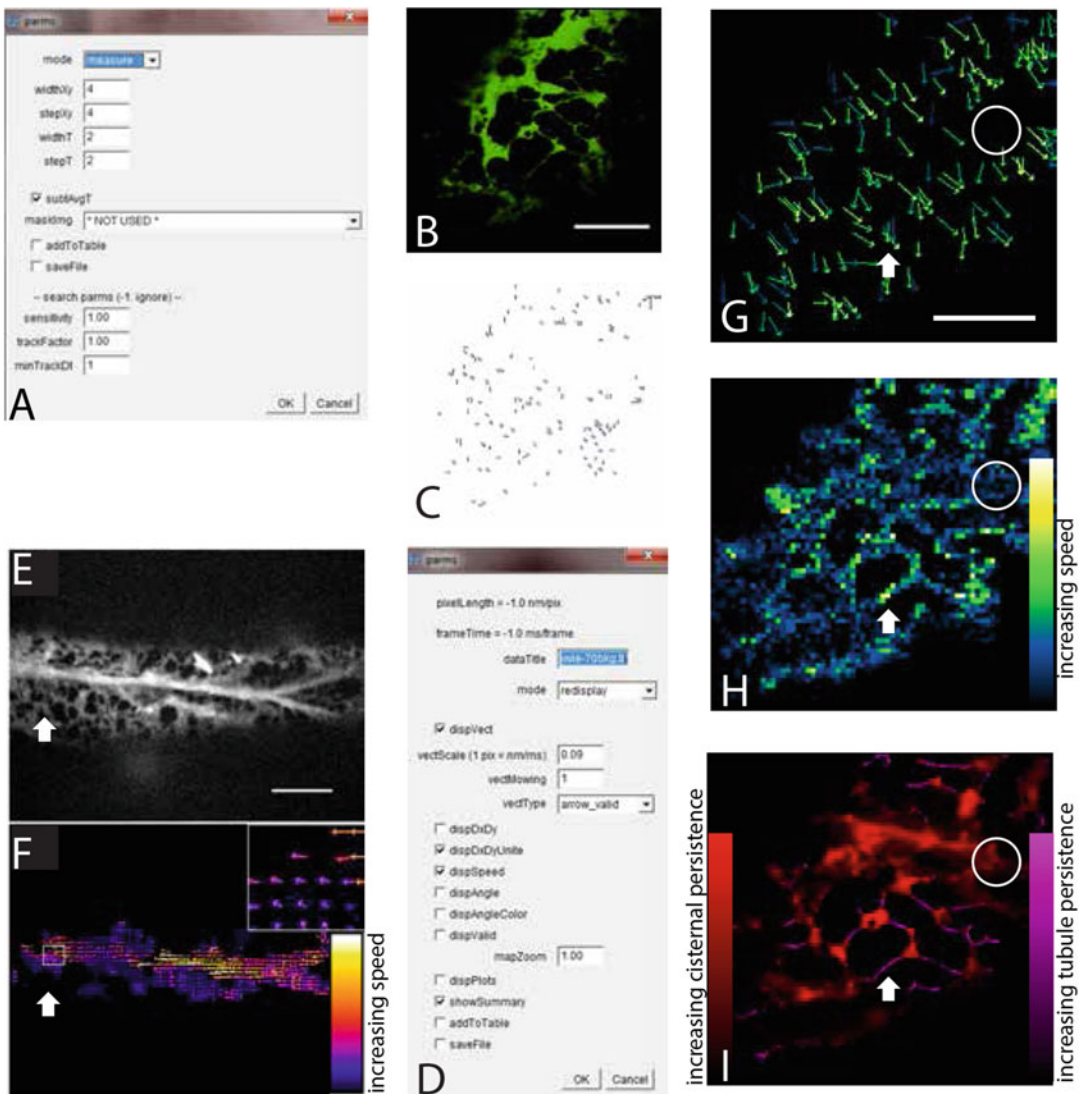 parms
mode measure
widthXy 4
stepXy 4
widthT 2
stepT 2
subtAvgT
maskImg * NOT USED *
addToTable
saveFile
-- search parms (-1. ignore) --
sensitivity 1.00
trackFactor 1.00
minTrackDt 1
OK Cancel
A
B
C
parms
pixelLength = -1.0 nm/pix
frameTime = -1.0 ms/frame
dataTitle
mode redisplay
dispVect
vectScale (1 pix = nm/ms) 0.09
vectMowing 1
vectType arrow_valid
dispDxDy
dispDxDyUnite
dispSpeed
dispAngle
dispAngleColor
dispValid
mapZoom 1.00
dispPlots
showSummary
addToTable
saveFile
OK Cancel
D
E
F
increasing speed
G
H
increasing speed
increasing cisternal persistence
increasing tubule persistence